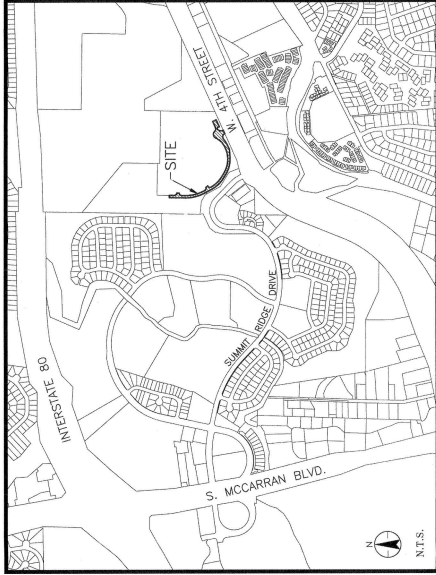 INTERSTATE 80
SITE
W. 4TH STREET
SUMMIT RIDGE DRIVE
S. MCCARRAN BLVD.
N
N.T.S.